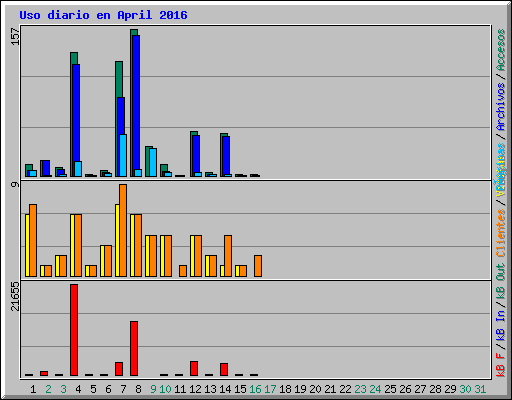 Uso diario en April 2016
157
9
21655
Archivos / Accesos
Clientes /
kB F / kB In / kB Out
1 2 3 4 5 6 7 8 9 10 11 12 13 14 15 16 17 18 19 20 21 22 23 24 25 26 27 28 29 30 31